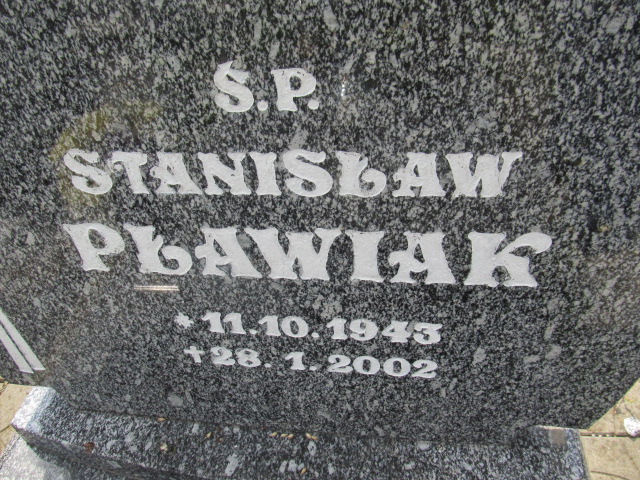 Ś.P.
STANISŁAW
PŁAWIAK
*11.10.1943
+28.1.2002